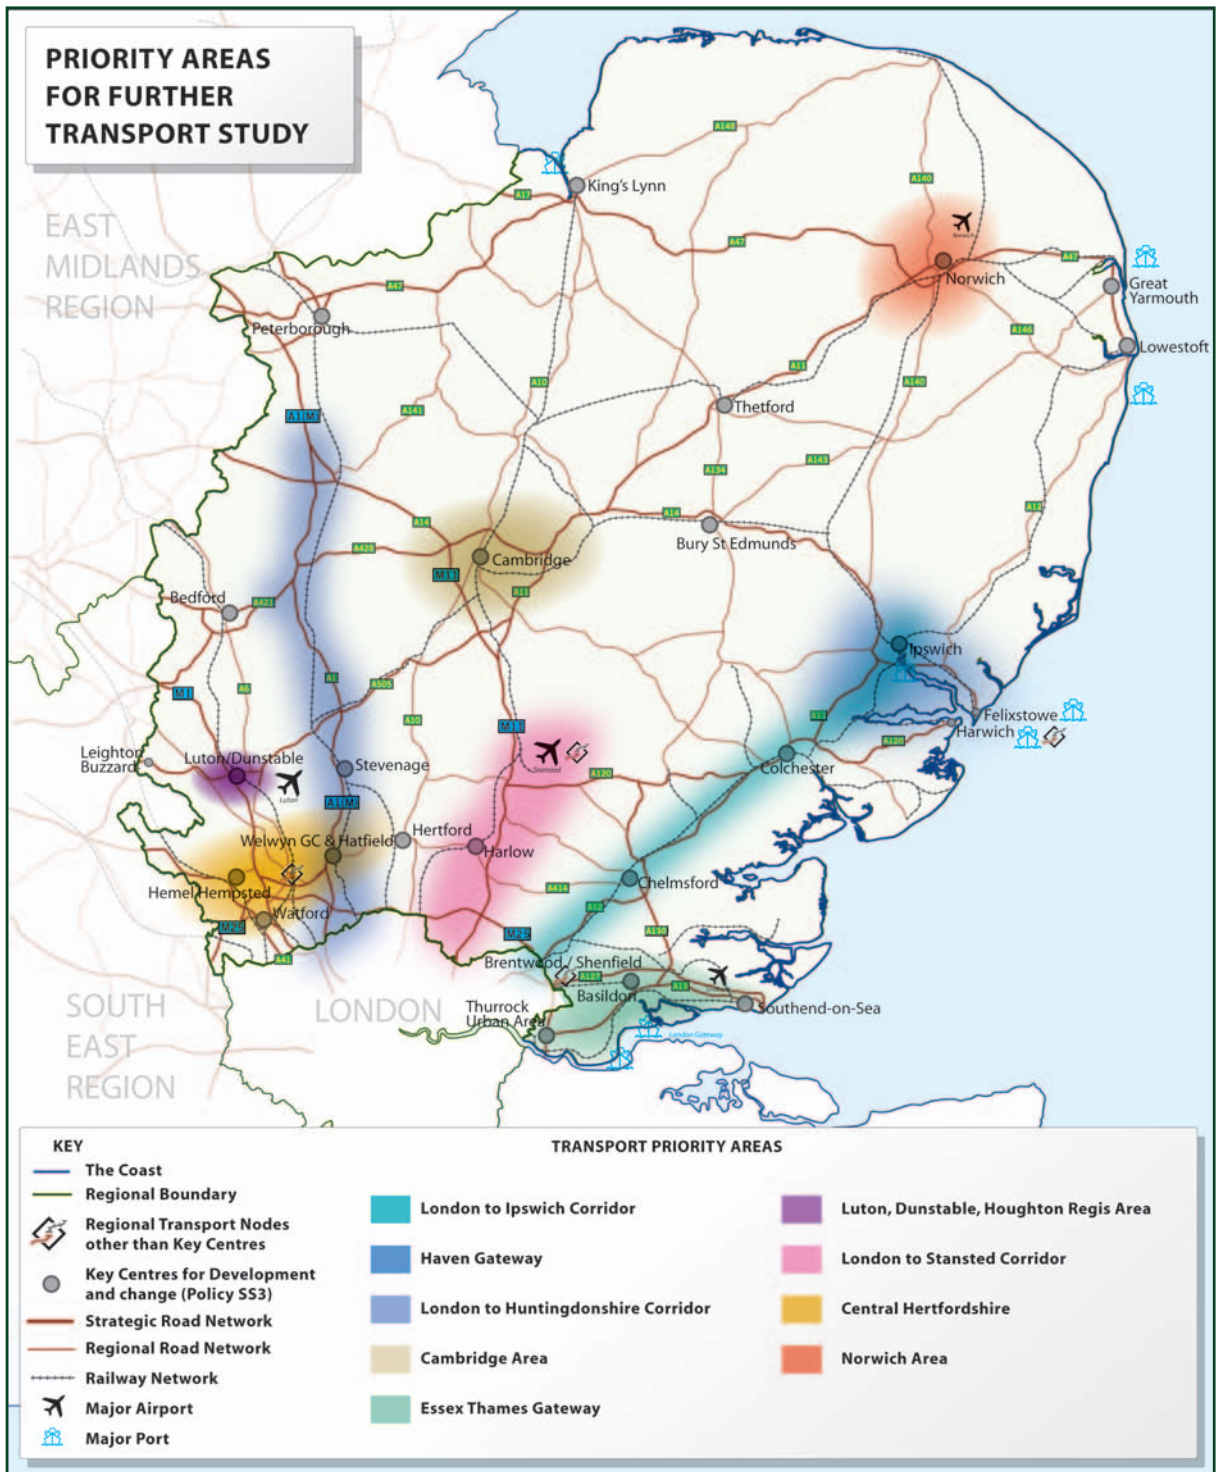 PRIORITY AREAS
FOR FURTHER
TRANSPORT STUDY
EAST
MIDLANDS
REGION
King's Lynn
A148
A17
A140
A47
Norwich
A47
Great
Yarmouth
A47
Peterborough
A146
Lowestoft
A10
A11
A140
A1(M)
A141
Thetford
A134
A143
A14
A14
A12
Bury St Edmunds
A428
Cambridge
M11
A11
Bedford
A421
Ipswich
A1
A505
M1
A6
A10
M11
Felixstowe
Harwich
A120
Leighton
Buzzard
Luton/Dunstable
Luton
Stevenage
Stansted
A120
Colchester
A1(M)
Welwyn GC & Hatfield
Hertford
Harlow
Hemel Hempsted
A414
Chelmsford
A12
Watford
M25
M25
A130
A41
Brentwood / Shenfield
A127
Basildon
A13
Southend-on-Sea
Thurrock
Urban Area
London Gateway
SOUTH
EAST
REGION
LONDON
KEY
The Coast
Regional Boundary
Regional Transport Nodes
other than Key Centres
Key Centres for Development
and change (Policy SS3)
Strategic Road Network
Regional Road Network
Railway Network
Major Airport
Major Port
TRANSPORT PRIORITY AREAS
London to Ipswich Corridor
Haven Gateway
London to Huntingdonshire Corridor
Cambridge Area
Essex Thames Gateway
Luton, Dunstable, Houghton Regis Area
London to Stansted Corridor
Central Hertfordshire
Norwich Area